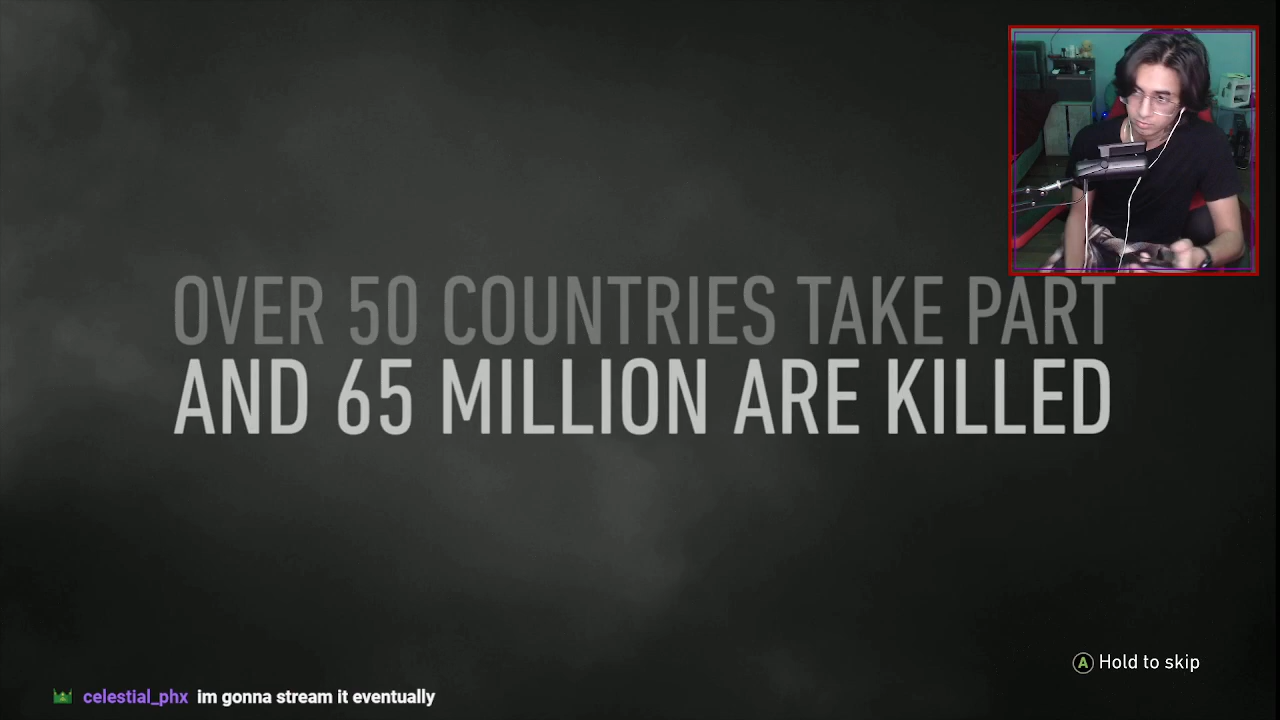 OVER 50 COUNTRIES TAKE PART
AND 65 MILLION ARE KILLED
A Hold to skip
celestial_phx im gonna stream it eventually